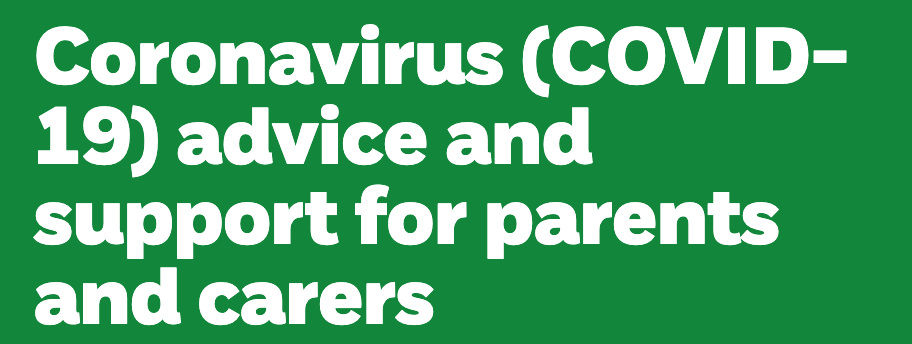 Coronavirus (COVID-
19) advice and
support for parents
and carers